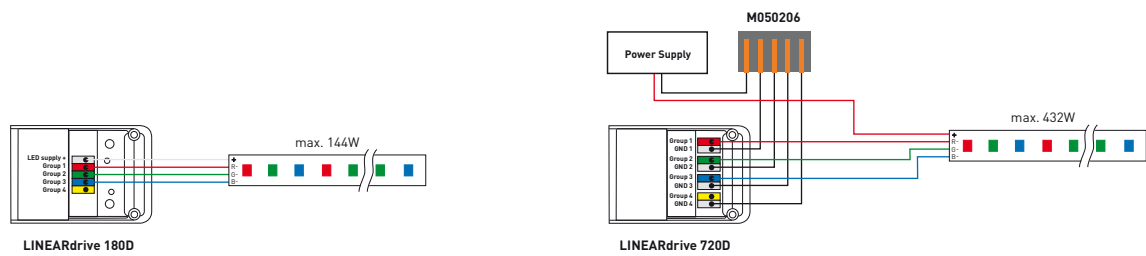 max. 144W
LED supply +
Group 1
Group 2
Group 3
Group 4
+
R-
G-
B-
LINEARdrive 180D
M050206
Power Supply
max. 432W
Group 1
GND 1
Group 2
GND 2
Group 3
GND 3
Group 4
GND 4
+
R-
G-
B-
LINEARdrive 720D